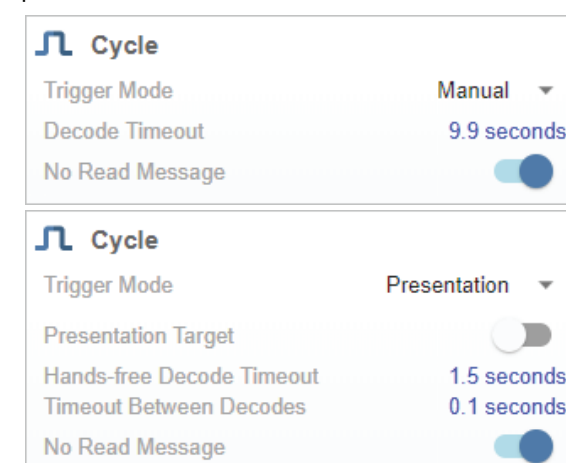 Cycle
Trigger Mode Manual
Decode Timeout 9.9 seconds
No Read Message
Cycle
Trigger Mode Presentation
Presentation Target
Hands-free Decode Timeout 1.5 seconds
Timeout Between Decodes 0.1 seconds
No Read Message